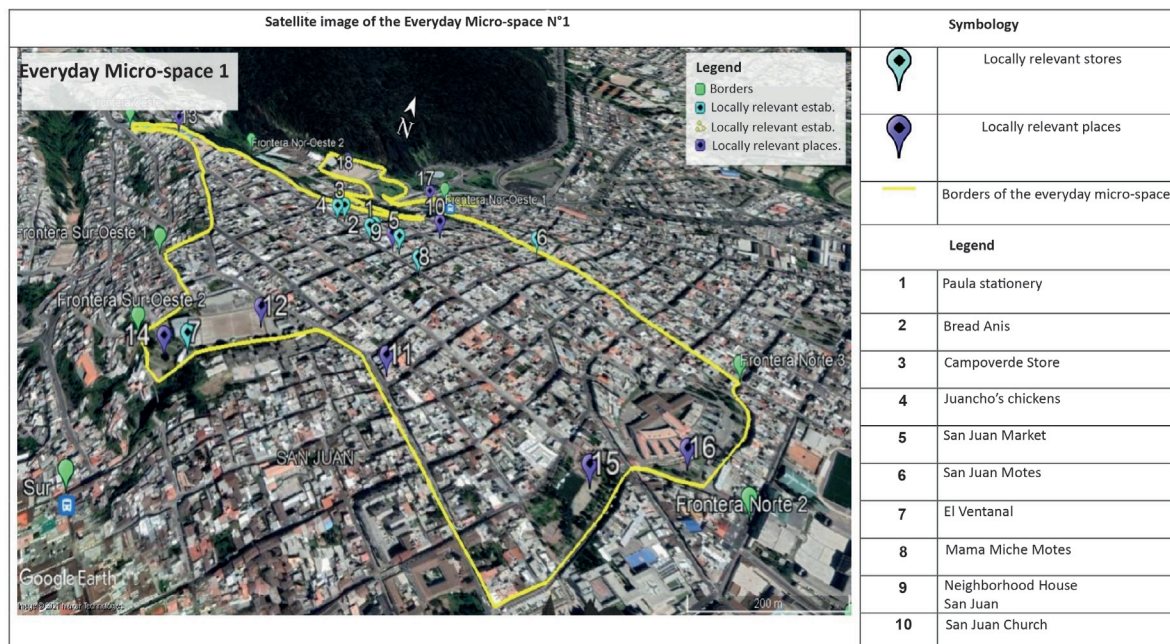 Satellite image of the Everyday Micro-space N°1
Symbology
Everyday Micro-space 1
Legend
Borders
Locally relevant estab.
Locally relevant estab.
Locally relevant places.
N
13
Frontera Nor-Oeste 2
18
17
Frontera Nor-Oeste 1
3
4
1
10
2
9
5
6
8
Frontera Sur-Oeste 1
Frontera Sur-Oeste 2
12
14
7
11
Frontera Norte 3
SAN JUAN
15
16
Sur
Frontera Norte 2
Google Earth
200 m
Locally relevant stores
Locally relevant places
Borders of the everyday micro-space
Legend
1 Paula stationery
2 Bread Anis
3 Campoverde Store
4 Juancho's chickens
5 San Juan Market
6 San Juan Motes
7 El Ventanal
8 Mama Miche Motes
9 Neighborhood House
San Juan
10 San Juan Church